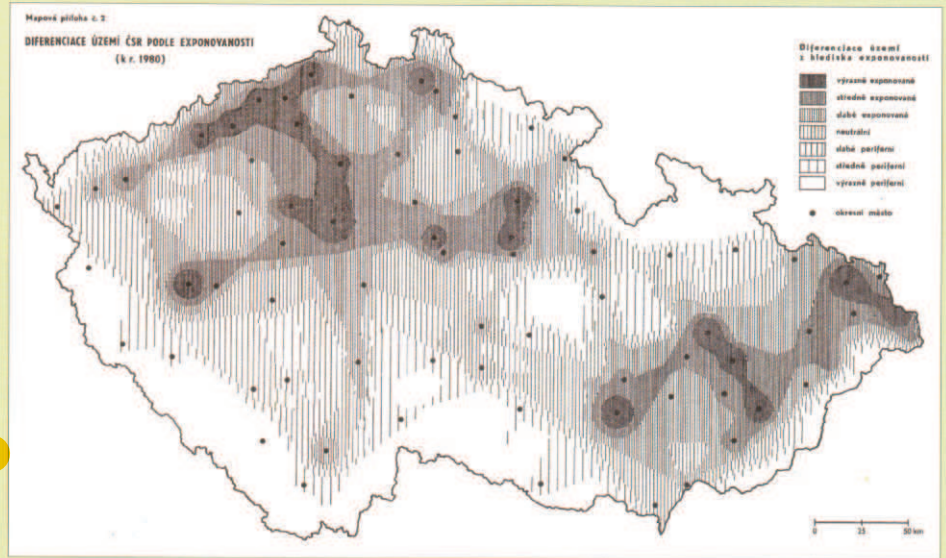 Mapová příloha č. 2
DIFERENCIACE ÚZEMÍ ČSR PODLE EXPONOVANOSTI
(k r. 1980)
Diferenciace území
z hlediska exponovanosti
výrazně exponované
středně exponované
slabě exponované
neutrální
slabě periferní
středně periferní
výrazně periferní
okresní město
0 25 50 km